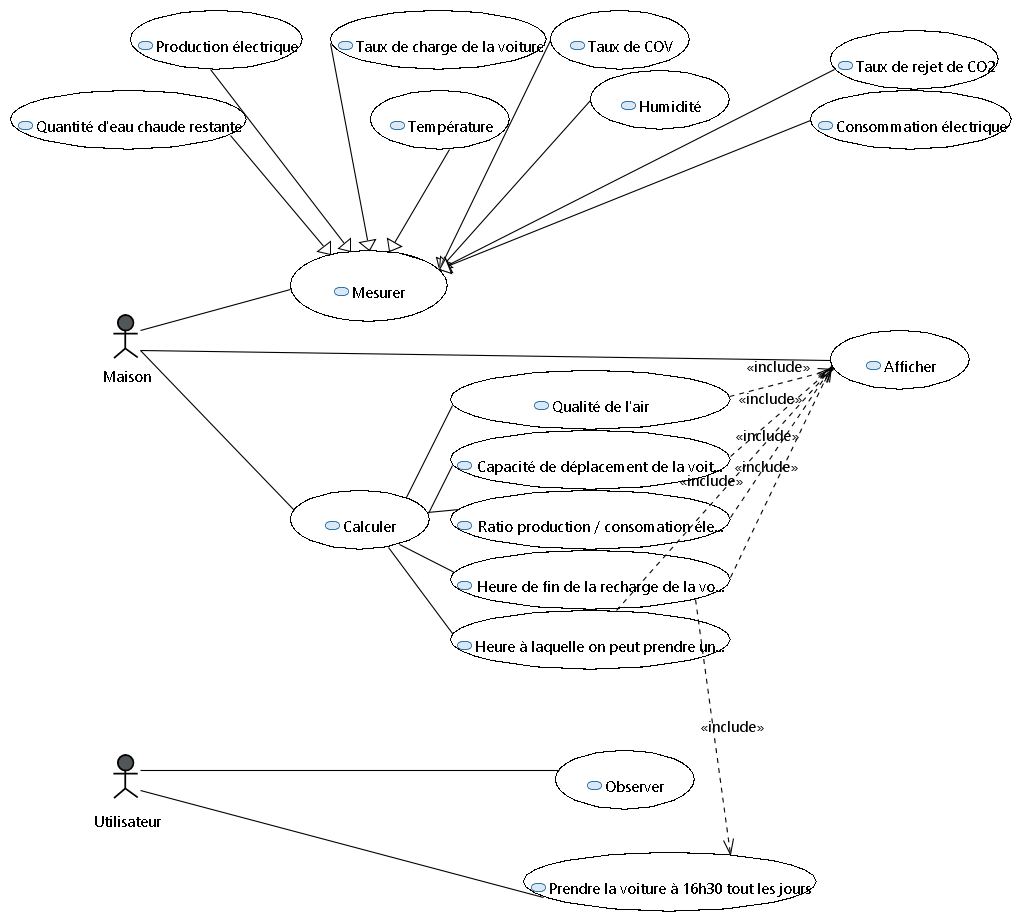 Production électrique
Taux de charge de la voiture
Taux de COV
Taux de rejet de CO2
Humidité
Quantité d'eau chaude restante
Température
Consommation électrique
Mesurer
Maison
Afficher
«include»
Qualité de l'air
«include»
«include»
Capacité de déplacement de la voit...
«include»
«include»
Calculer
Ratio production / consomation éle...
Heure de fin de la recharge de la vo...
Heure à laquelle on peut prendre un...
«include»
Observer
Utilisateur
Prendre la voiture à 16h30 tout les jours